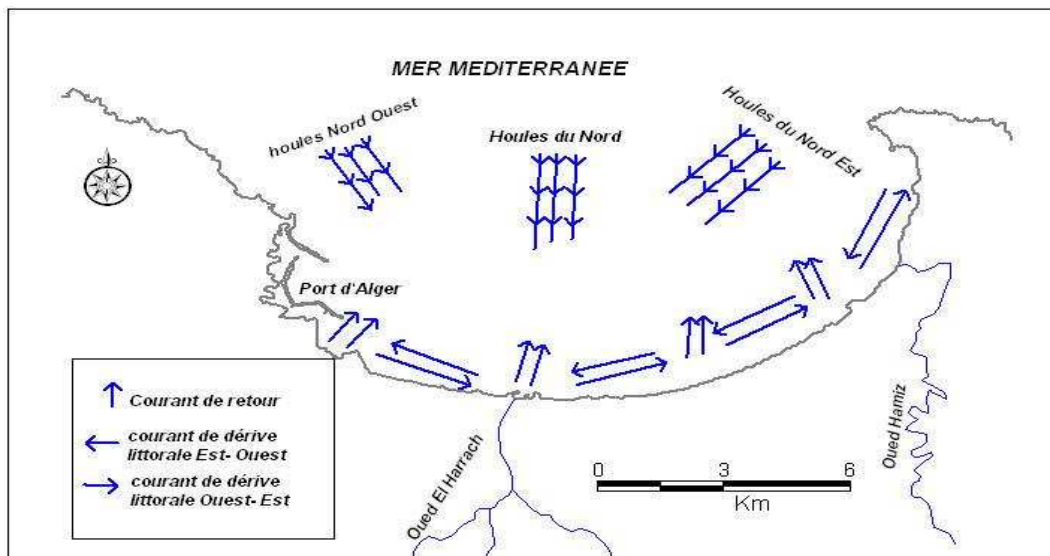 MER MEDITERRANEE
houles Nord Ouest
Houles du Nord
Houles du Nord Est
Port d'Alger
Courant de retour
courant de dérive
littorale Est- Ouest
courant de dérive
littorale Ouest- Est
Oued El Harrach
Oued Hamiz
0 3 6
Km